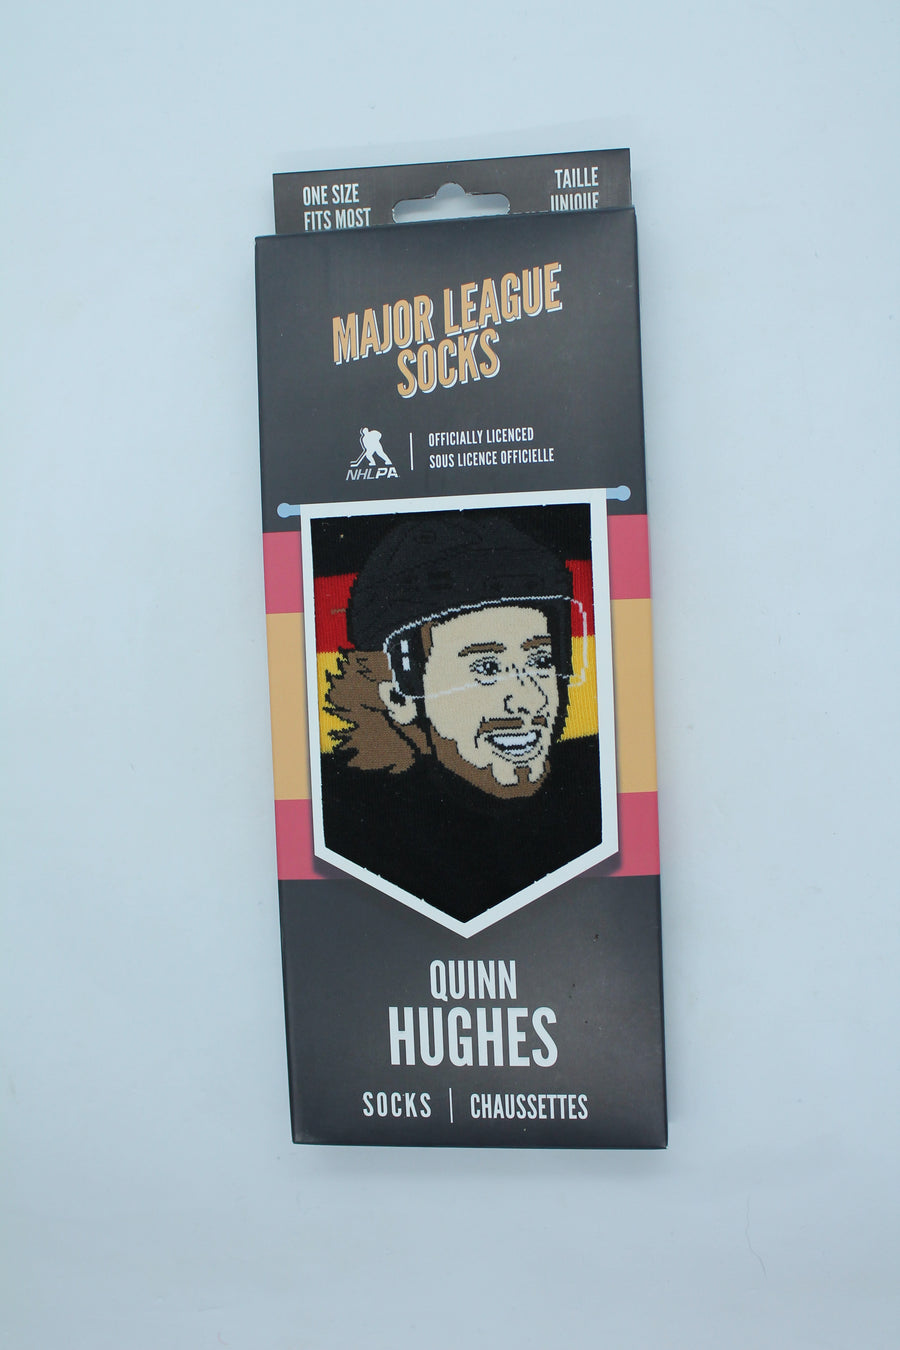 ONE SIZE
FITS MOST
TAILLE
UNIQUE
MAJOR LEAGUE
SOCKS
NHLPA
OFFICIALLY LICENCED
SOUS LICENCE OFFICIELLE
QUINN
HUGHES
SOCKS | CHAUSSETTES